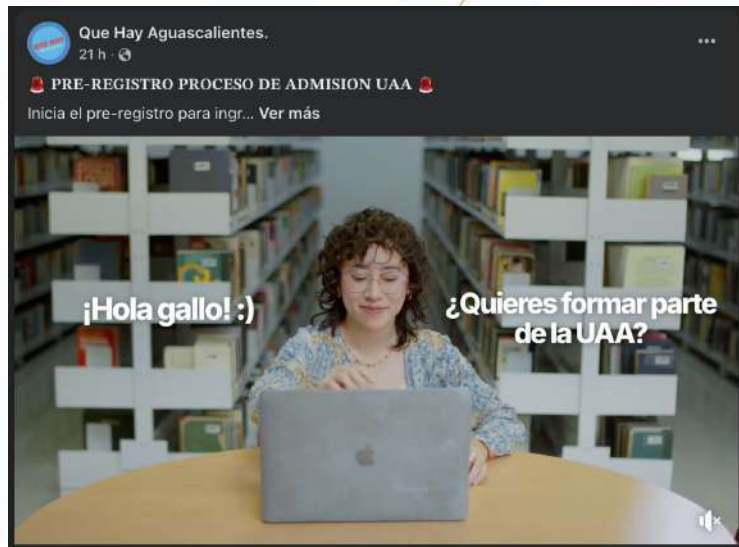 Que Hay Aguascalientes.
21 h ·
🚨 PRE-REGISTRO PROCESO DE ADMISION UAA 🚨
Inicia el pre-registro para ingr... Ver más
¡Hola gallo! :)
¿Quieres formar parte
de la UAA?